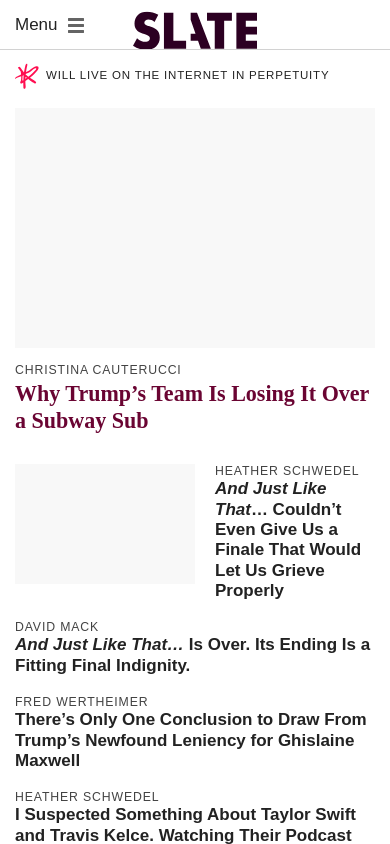 Menu
SLATE
WILL LIVE ON THE INTERNET IN PERPETUITY
CHRISTINA CAUTERUCCI
Why Trump’s Team Is Losing It Over
a Subway Sub
HEATHER SCHWEDEL
And Just Like
That… Couldn’t
Even Give Us a
Finale That Would
Let Us Grieve
Properly
DAVID MACK
And Just Like That… Is Over. Its Ending Is a
Fitting Final Indignity.
FRED WERTHEIMER
There’s Only One Conclusion to Draw From
Trump’s Newfound Leniency for Ghislaine
Maxwell
HEATHER SCHWEDEL
I Suspected Something About Taylor Swift
and Travis Kelce. Watching Their Podcast